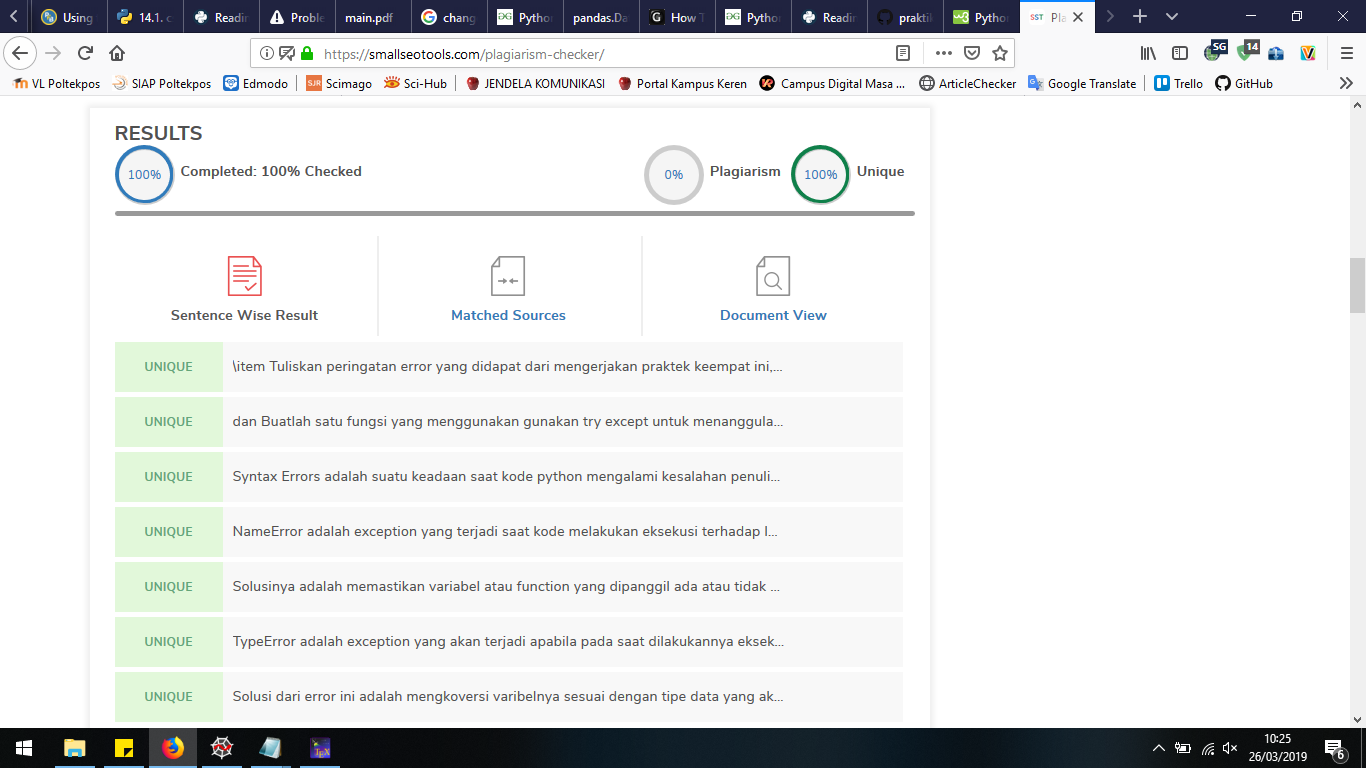 Using
14.1. c
Readin
Proble
main.pdf
chang
Python
pandas.Da
How T
Python
Readin
praktik
Python
SST Pla
https://smallseotools.com/plagiarism-checker/
SG
14
VL Poltekpos
SIAP Poltekpos
Edmodo
SJR Scimago
Sci-Hub
JENDELA KOMUNIKASI
Portal Kampus Keren
Campus Digital Masa ...
ArticleChecker
Google Translate
Trello
GitHub
RESULTS
100% Completed: 100% Checked
0% Plagiarism
100% Unique
Sentence Wise Result
Matched Sources
Document View
UNIQUE \item Tuliskan peringatan error yang didapat dari mengerjakan praktek keempat ini,...
UNIQUE dan Buatlah satu fungsi yang menggunakan gunakan try except untuk menanggula...
UNIQUE Syntax Errors adalah suatu keadaan saat kode python mengalami kesalahan penuli...
UNIQUE NameError adalah exception yang terjadi saat kode melakukan eksekusi terhadap l...
UNIQUE Solusinya adalah memastikan variabel atau function yang dipanggil ada atau tidak ...
UNIQUE TypeError adalah exception yang akan terjadi apabila pada saat dilakukannya eksek...
UNIQUE Solusi dari error ini adalah mengkoversi varibelnya sesuai dengan tipe data yang ak...
10:25
26/03/2019
6